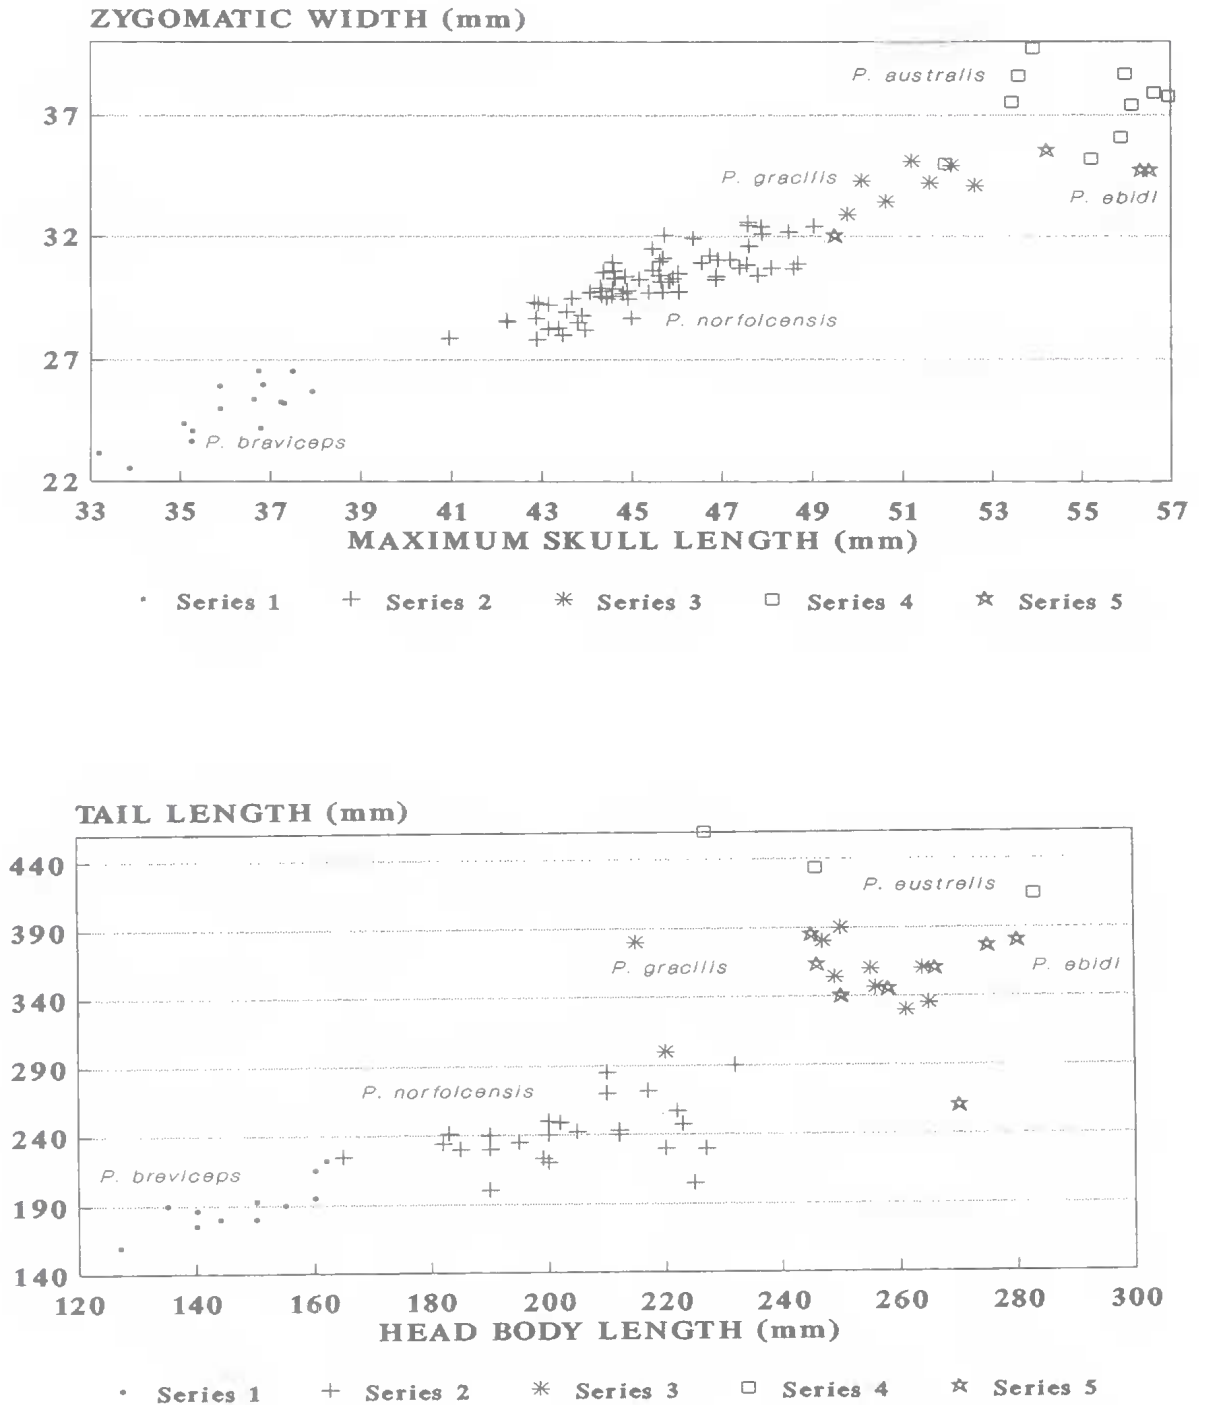 ZYGOMATIC WIDTH (mm)
P. australis
37
P. gracilis
P. abidi
32
P. norfolcensis
27
P. braviceps
22
33 35 37 39 41 43 45 47 49 51 53 55 57
MAXIMUM SKULL LENGTH (mm)
Series 1 Series 2 Series 3 Series 4 Series 5
TAIL LENGTH (mm)
440
P. eustrelis
390
P. gracilis
P. abidi
340
290
P. norfolcensis
240
P. breviceps
190
140
120 140 160 180 200 220 240 260 280 300
HEAD BODY LENGTH (mm)
Series 1 Series 2 Series 3 Series 4 Series 5